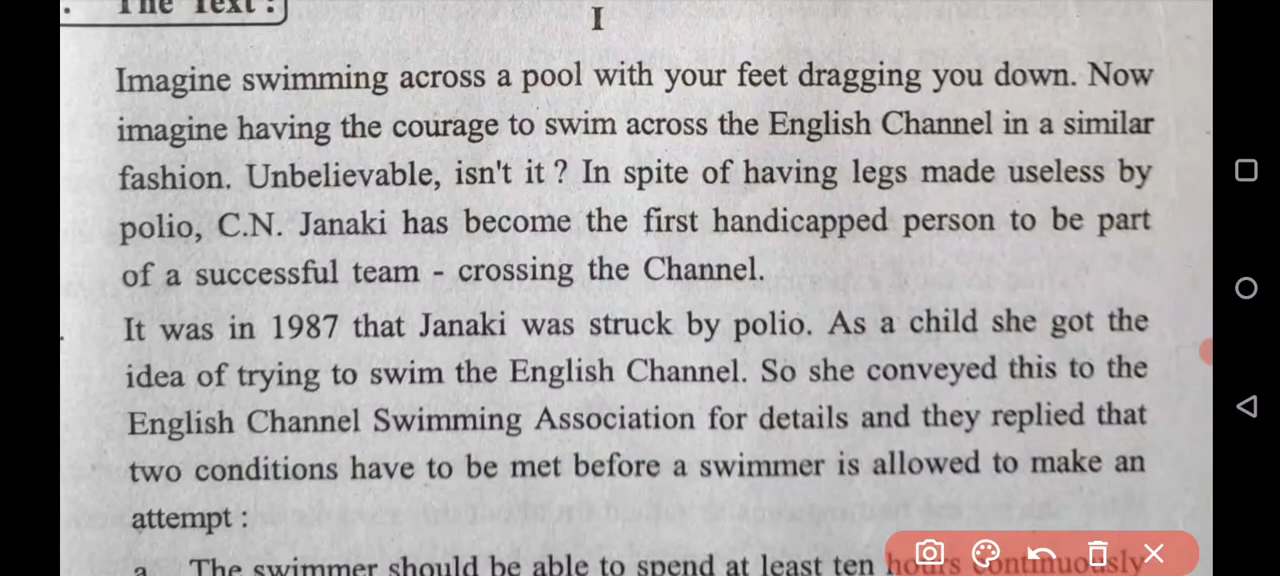 . The Text :
I
Imagine swimming across a pool with your feet dragging you down. Now
imagine having the courage to swim across the English Channel in a similar
fashion. Unbelievable, isn't it ? In spite of having legs made useless by
polio, C.N. Janaki has become the first handicapped person to be part
of a successful team - crossing the Channel.
It was in 1987 that Janaki was struck by polio. As a child she got the
idea of trying to swim the English Channel. So she conveyed this to the
English Channel Swimming Association for details and they replied that
two conditions have to be met before a swimmer is allowed to make an
attempt :
a. The swimmer should be able to spend at least ten hours continuously